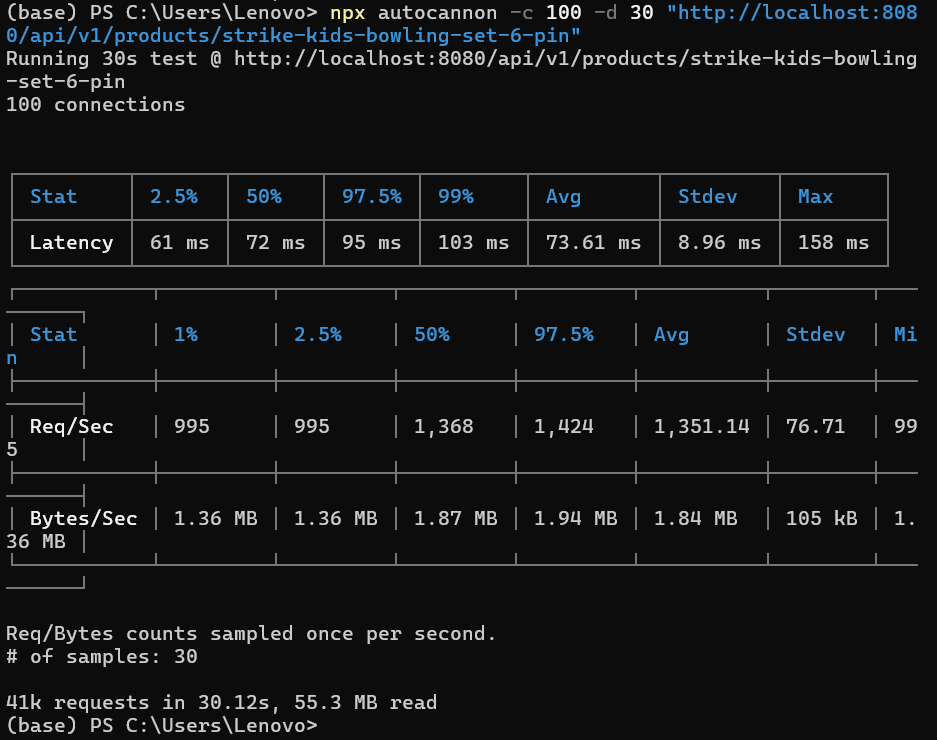 (base) PS C:\Users\Lenovo> npx autocannon -c 100 -d 30 "http://localhost:808
0/api/v1/products/strike-kids-bowling-set-6-pin"
Running 30s test @ http://localhost:8080/api/v1/products/strike-kids-bowling
-set-6-pin
100 connections
Stat 2.5% 50% 97.5% 99% Avg Stdev Max
Latency 61 ms 72 ms 95 ms 103 ms 73.61 ms 8.96 ms 158 ms
Stat 1% 2.5% 50% 97.5% Avg Stdev Mi
n
Req/Sec 995 995 1,368 1,424 1,351.14 76.71 99
5
Bytes/Sec 1.36 MB 1.36 MB 1.87 MB 1.94 MB 1.84 MB 105 kB 1.
36 MB
Req/Bytes counts sampled once per second.
# of samples: 30
41k requests in 30.12s, 55.3 MB read
(base) PS C:\Users\Lenovo>